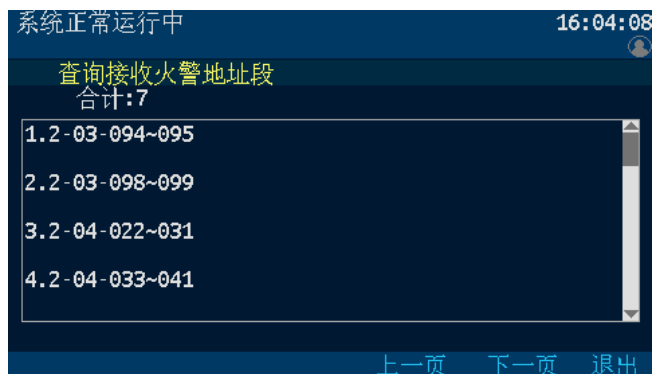 系统正常运行中 16:04:08
查询接收火警地址段
合计:7
1.2-03-094~095
2.2-03-098~099
3.2-04-022~031
4.2-04-033~041
上一页 下一页 退出